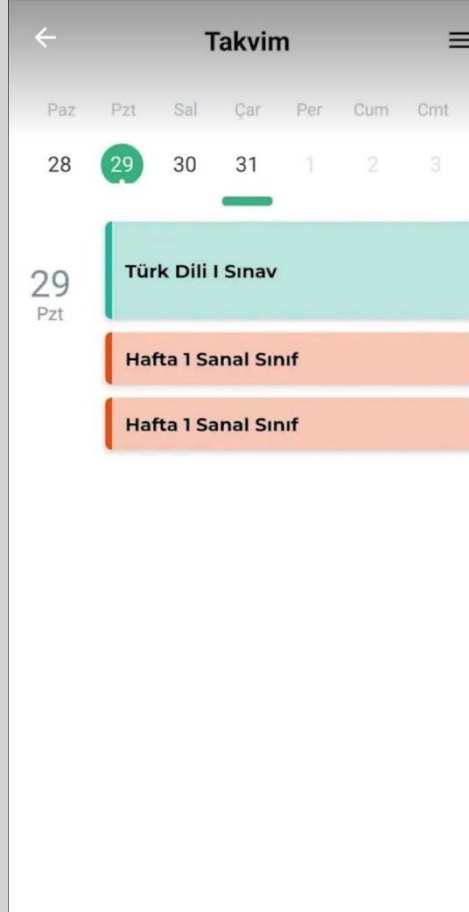 Takvim
Paz Pzt Sal Çar Per Cum Cmt
28 29 30 31 1 2 3
29
Pzt
Türk Dili I Sınav
Hafta 1 Sanal Sınıf
Hafta 1 Sanal Sınıf